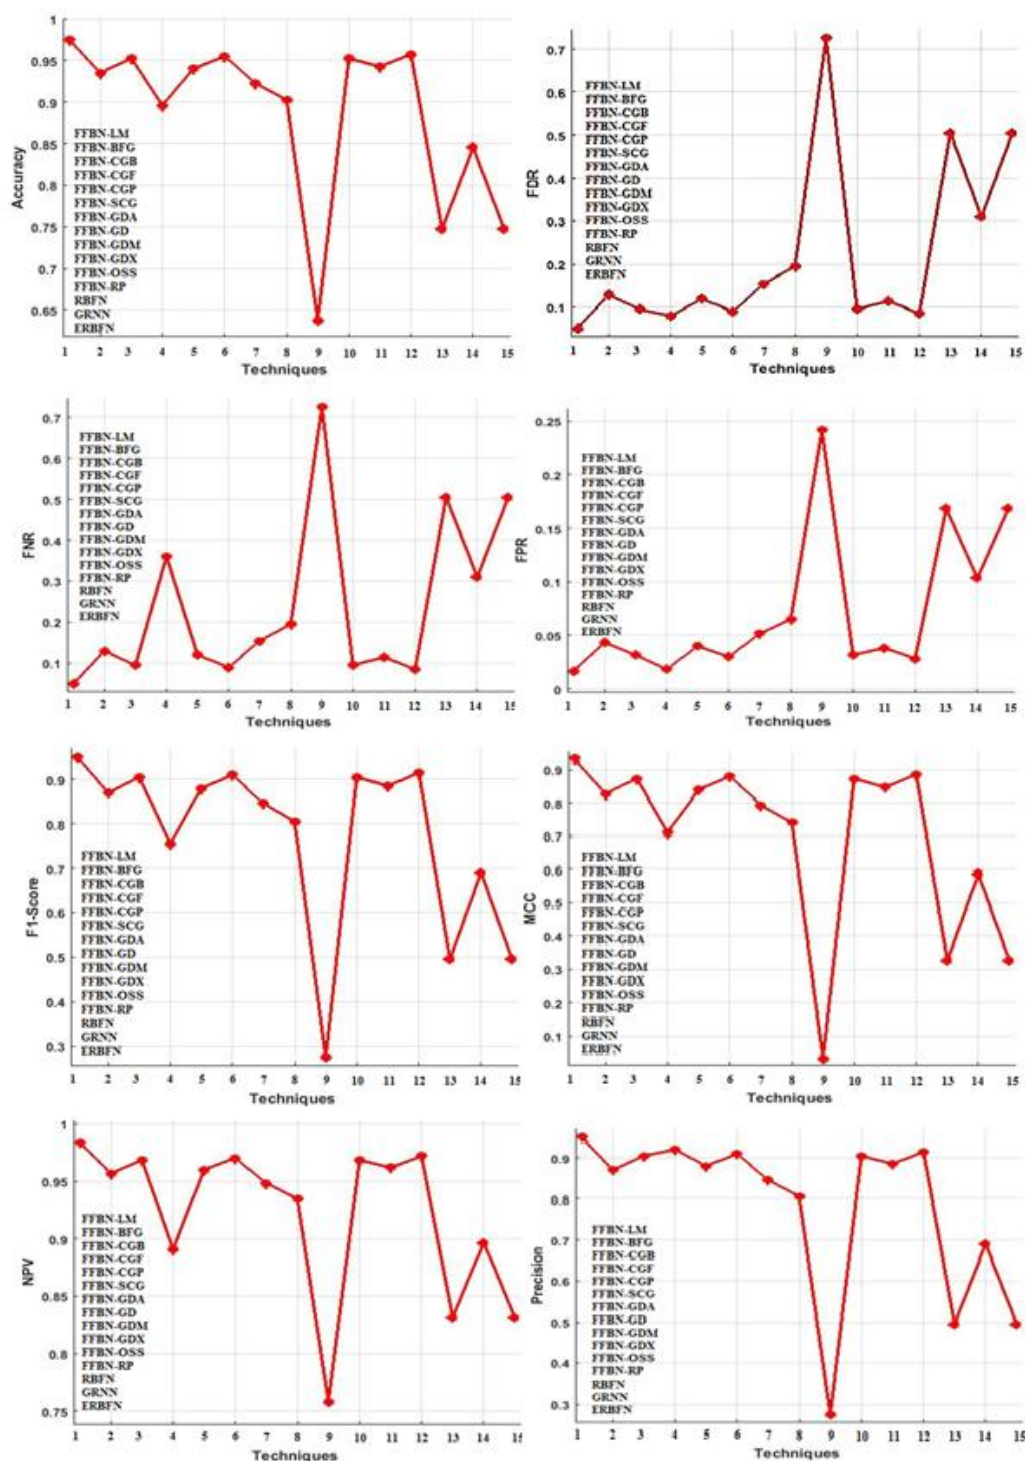 1
0.95
0.9
0.85
0.8
0.75
0.7
0.65
Accuracy
FFBN-LM
FFBN-BFG
FFBN-CGB
FFBN-CGF
FFBN-CGP
FFBN-SCG
FFBN-GDA
FFBN-GD
FFBN-GDM
FFBN-GDX
FFBN-OSS
FFBN-RP
RBFN
GRNN
ERBFN
1 2 3 4 5 6 7 8 9 10 11 12 13 14 15
Techniques
0.7
0.6
0.5
0.4
0.3
0.2
0.1
FDR
FFBN-LM
FFBN-BFG
FFBN-CGB
FFBN-CGF
FFBN-CGP
FFBN-SCG
FFBN-GDA
FFBN-GD
FFBN-GDM
FFBN-GDX
FFBN-OSS
FFBN-RP
RBFN
GRNN
ERBFN
1 2 3 4 5 6 7 8 9 10 11 12 13 14 15
Techniques
0.7
0.6
0.5
0.4
0.3
0.2
0.1
FNR
FFBN-LM
FFBN-BFG
FFBN-CGB
FFBN-CGF
FFBN-CGP
FFBN-SCG
FFBN-GDA
FFBN-GD
FFBN-GDM
FFBN-GDX
FFBN-OSS
FFBN-RP
RBFN
GRNN
ERBFN
1 2 3 4 5 6 7 8 9 10 11 12 13 14 15
Techniques
0.25
0.2
0.15
0.1
0.05
0
FPR
FFBN-LM
FFBN-BFG
FFBN-CGB
FFBN-CGF
FFBN-CGP
FFBN-SCG
FFBN-GDA
FFBN-GD
FFBN-GDM
FFBN-GDX
FFBN-OSS
FFBN-RP
RBFN
GRNN
ERBFN
1 2 3 4 5 6 7 8 9 10 11 12 13 14 15
Techniques
0.9
0.8
0.7
0.6
0.5
0.4
0.3
F1-Score
FFBN-LM
FFBN-BFG
FFBN-CGB
FFBN-CGF
FFBN-CGP
FFBN-SCG
FFBN-GDA
FFBN-GD
FFBN-GDM
FFBN-GDX
FFBN-OSS
FFBN-RP
RBFN
GRNN
ERBFN
1 2 3 4 5 6 7 8 9 10 11 12 13 14 15
Techniques
0.9
0.8
0.7
0.6
0.5
0.4
0.3
0.2
0.1
MCC
FFBN-LM
FFBN-BFG
FFBN-CGB
FFBN-CGF
FFBN-CGP
FFBN-SCG
FFBN-GDA
FFBN-GD
FFBN-GDM
FFBN-GDX
FFBN-OSS
FFBN-RP
RBFN
GRNN
ERBFN
1 2 3 4 5 6 7 8 9 10 11 12 13 14 15
Techniques
1
0.95
0.9
0.85
0.8
0.75
NPV
FFBN-LM
FFBN-BFG
FFBN-CGB
FFBN-CGF
FFBN-CGP
FFBN-SCG
FFBN-GDA
FFBN-GD
FFBN-GDM
FFBN-GDX
FFBN-OSS
FFBN-RP
RBFN
GRNN
ERBFN
1 2 3 4 5 6 7 8 9 10 11 12 13 14 15
Techniques
0.9
0.8
0.7
0.6
0.5
0.4
0.3
Precision
FFBN-LM
FFBN-BFG
FFBN-CGB
FFBN-CGF
FFBN-CGP
FFBN-SCG
FFBN-GDA
FFBN-GD
FFBN-GDM
FFBN-GDX
FFBN-OSS
FFBN-RP
RBFN
GRNN
ERBFN
1 2 3 4 5 6 7 8 9 10 11 12 13 14 15
Techniques